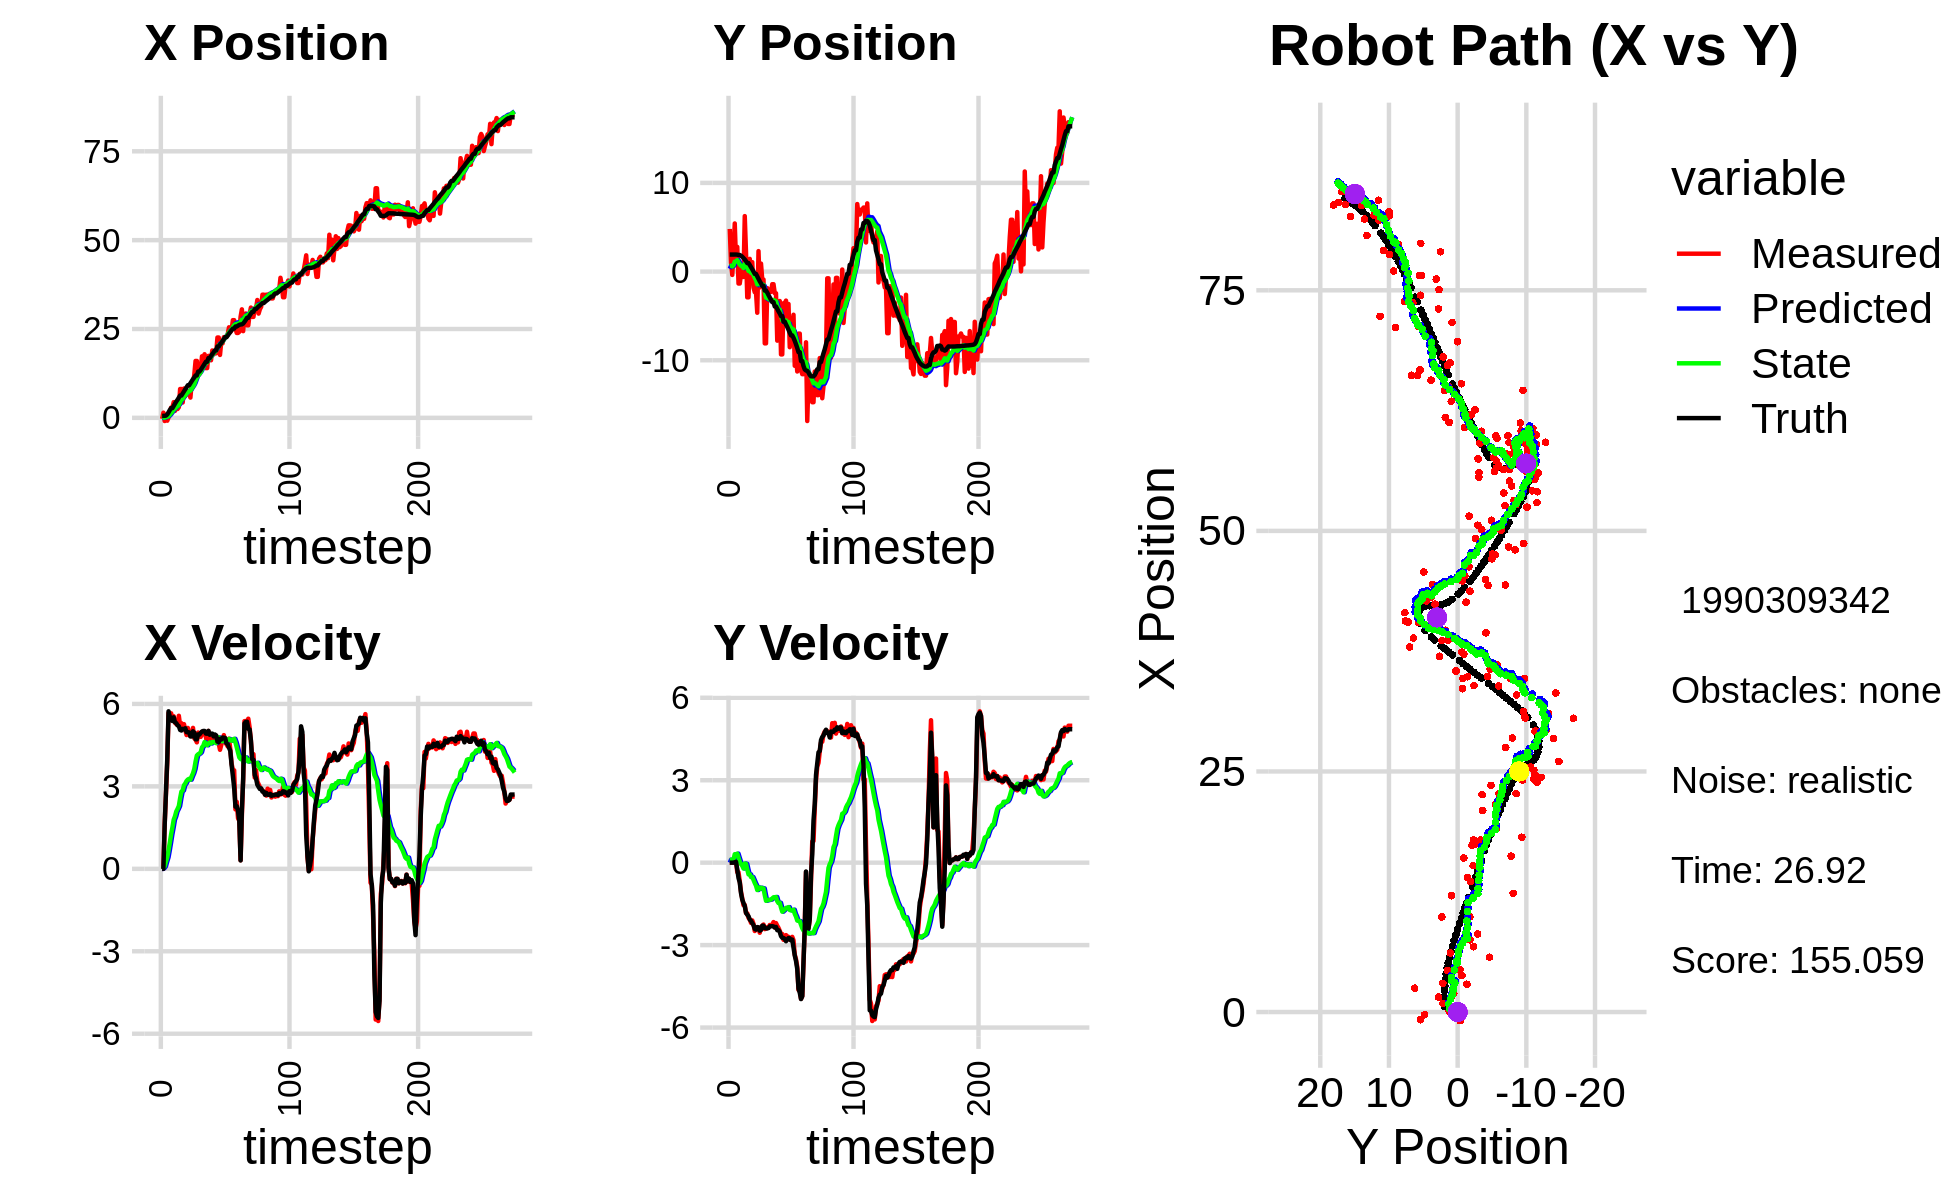 X Position
75
50
25
0
0
100
200
timestep
Y Position
10
0
-10
0
100
200
timestep
X Velocity
6
3
0
-3
-6
0
100
200
timestep
Y Velocity
6
3
0
-3
-6
0
100
200
timestep
Robot Path (X vs Y)
X Position
75
50
25
0
20 10 0 -10 -20
Y Position
variable
Measured
Predicted
State
Truth
1990309342
Obstacles: none
Noise: realistic
Time: 26.92
Score: 155.059